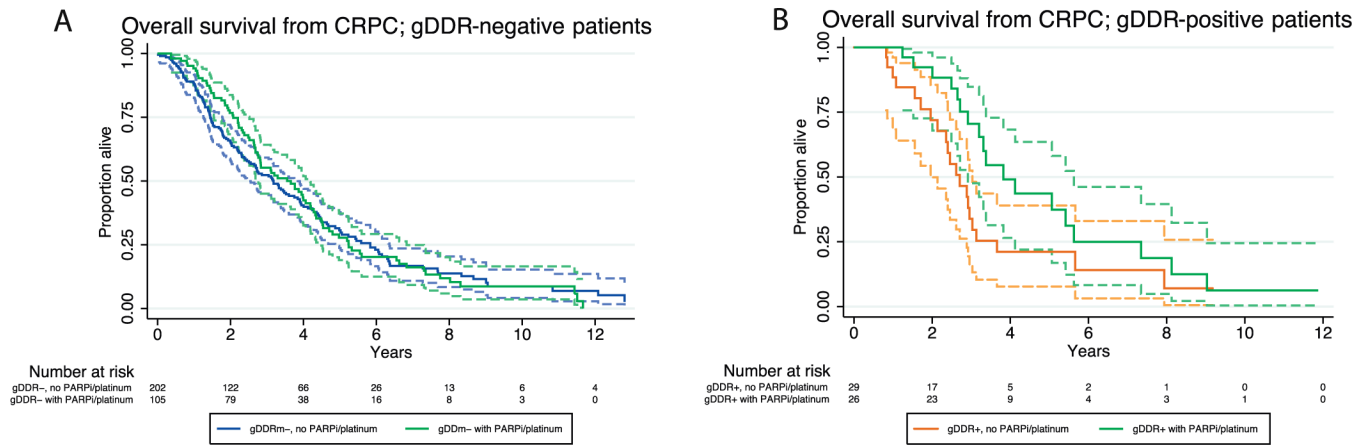 A
Overall survival from CRPC; gDDR-negative patients
Proportion alive
1.00
0.75
0.50
0.25
0.00
0 2 4 6 8 10 12
Years
Number at risk
gDDR−, no PARPi/platinum 202 122 66 26 13 6 4
gDDR− with PARPi/platinum 105 79 38 16 8 3 0
gDDRm−, no PARPi/platinum gDDm− with PARPi/platinum
B
Overall survival from CRPC; gDDR-positive patients
Proportion alive
1.00
0.75
0.50
0.25
0.00
0 2 4 6 8 10 12
Years
Number at risk
gDDR+, no PARPi/platinum 29 17 5 2 1 0 0
gDDR+ with PARPi/platinum 26 23 9 4 3 1 0
gDDR+, no PARPi/platinum gDDR+ with PARPi/platinum